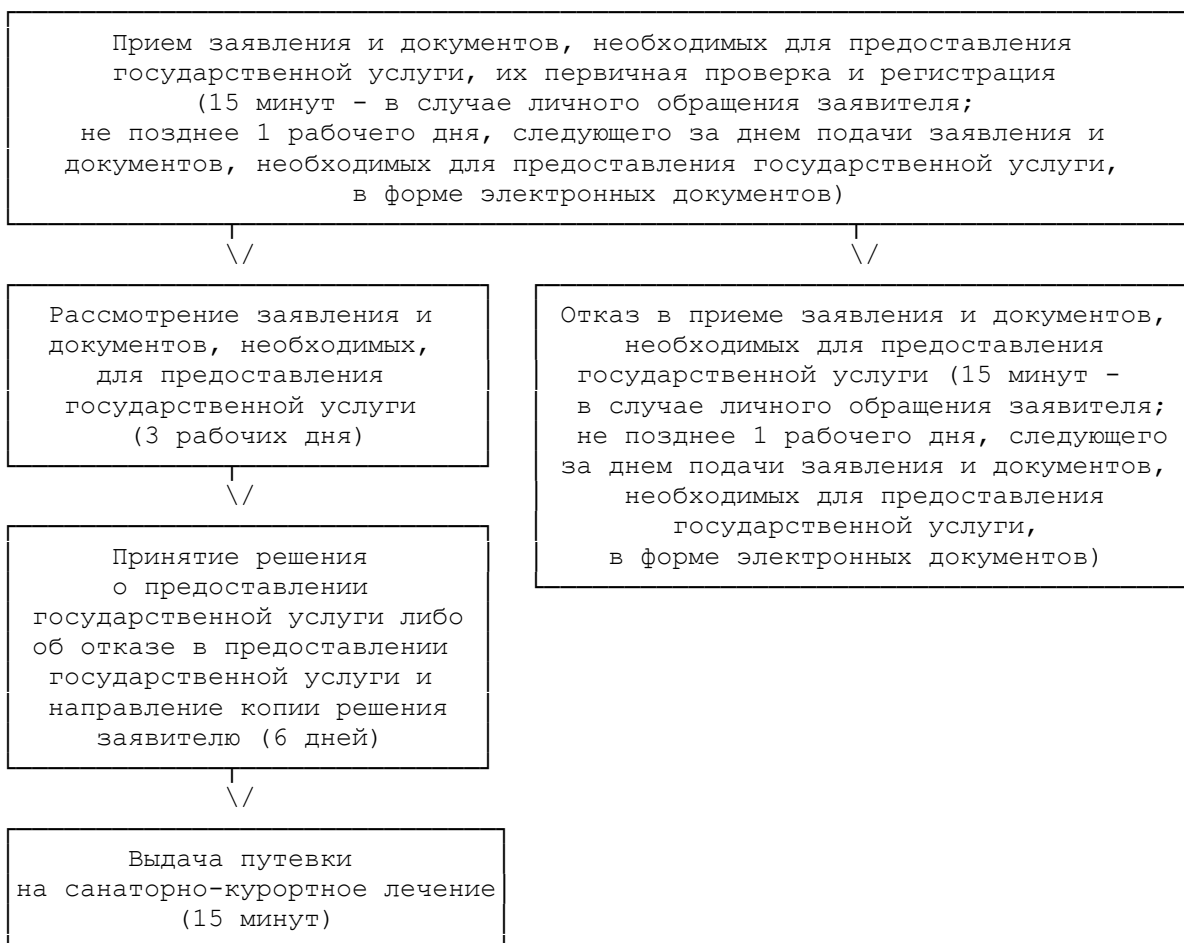 Прием заявления и документов, необходимых для предоставления
государственной услуги, их первичная проверка и регистрация
(15 минут - в случае личного обращения заявителя;
не позднее 1 рабочего дня, следующего за днем подачи заявления и
документов, необходимых для предоставления государственной услуги,
в форме электронных документов)
\/ \/
Рассмотрение заявления и
документов, необходимых,
для предоставления
государственной услуги
(3 рабочих дня)
\/
Принятие решения
о предоставлении
государственной услуги либо
об отказе в предоставлении
государственной услуги и
направление копии решения
заявителю (6 дней)
\/
Выдача путевки
на санаторно-курортное лечение
(15 минут)
Отказ в приеме заявления и документов,
необходимых для предоставления
государственной услуги (15 минут -
в случае личного обращения заявителя;
не позднее 1 рабочего дня, следующего
за днем подачи заявления и документов,
необходимых для предоставления
государственной услуги,
в форме электронных документов)